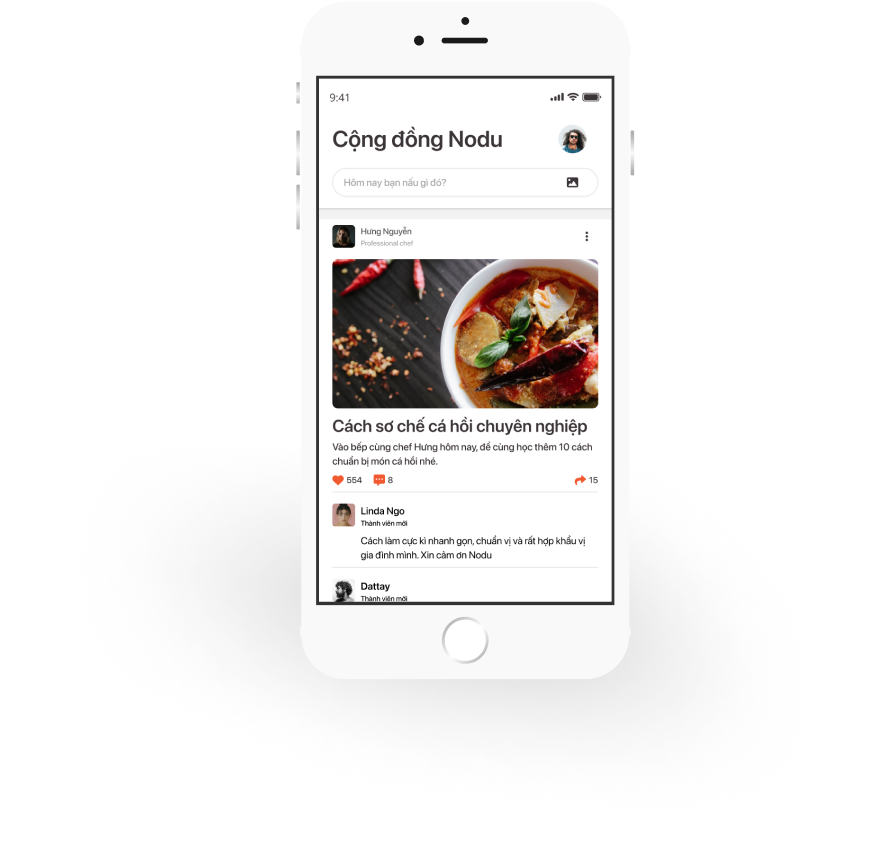 9:41
Cộng đồng Nodu
Hôm nay bạn nấu gì đó?
Hưng Nguyễn
Professional chef
Cách sơ chế cá hồi chuyên nghiệp
Vào bếp cùng chef Hưng hôm nay, để cùng học thêm 10 cách
chuẩn bị món cá hồi nhé.
554 8 15
Linda Ngo
Thành viên mới
Cách làm cực kì nhanh gọn, chuẩn vị và rất hợp khẩu vị
gia đình mình. Xin cảm ơn Nodu
Dattay
Thành viên mới